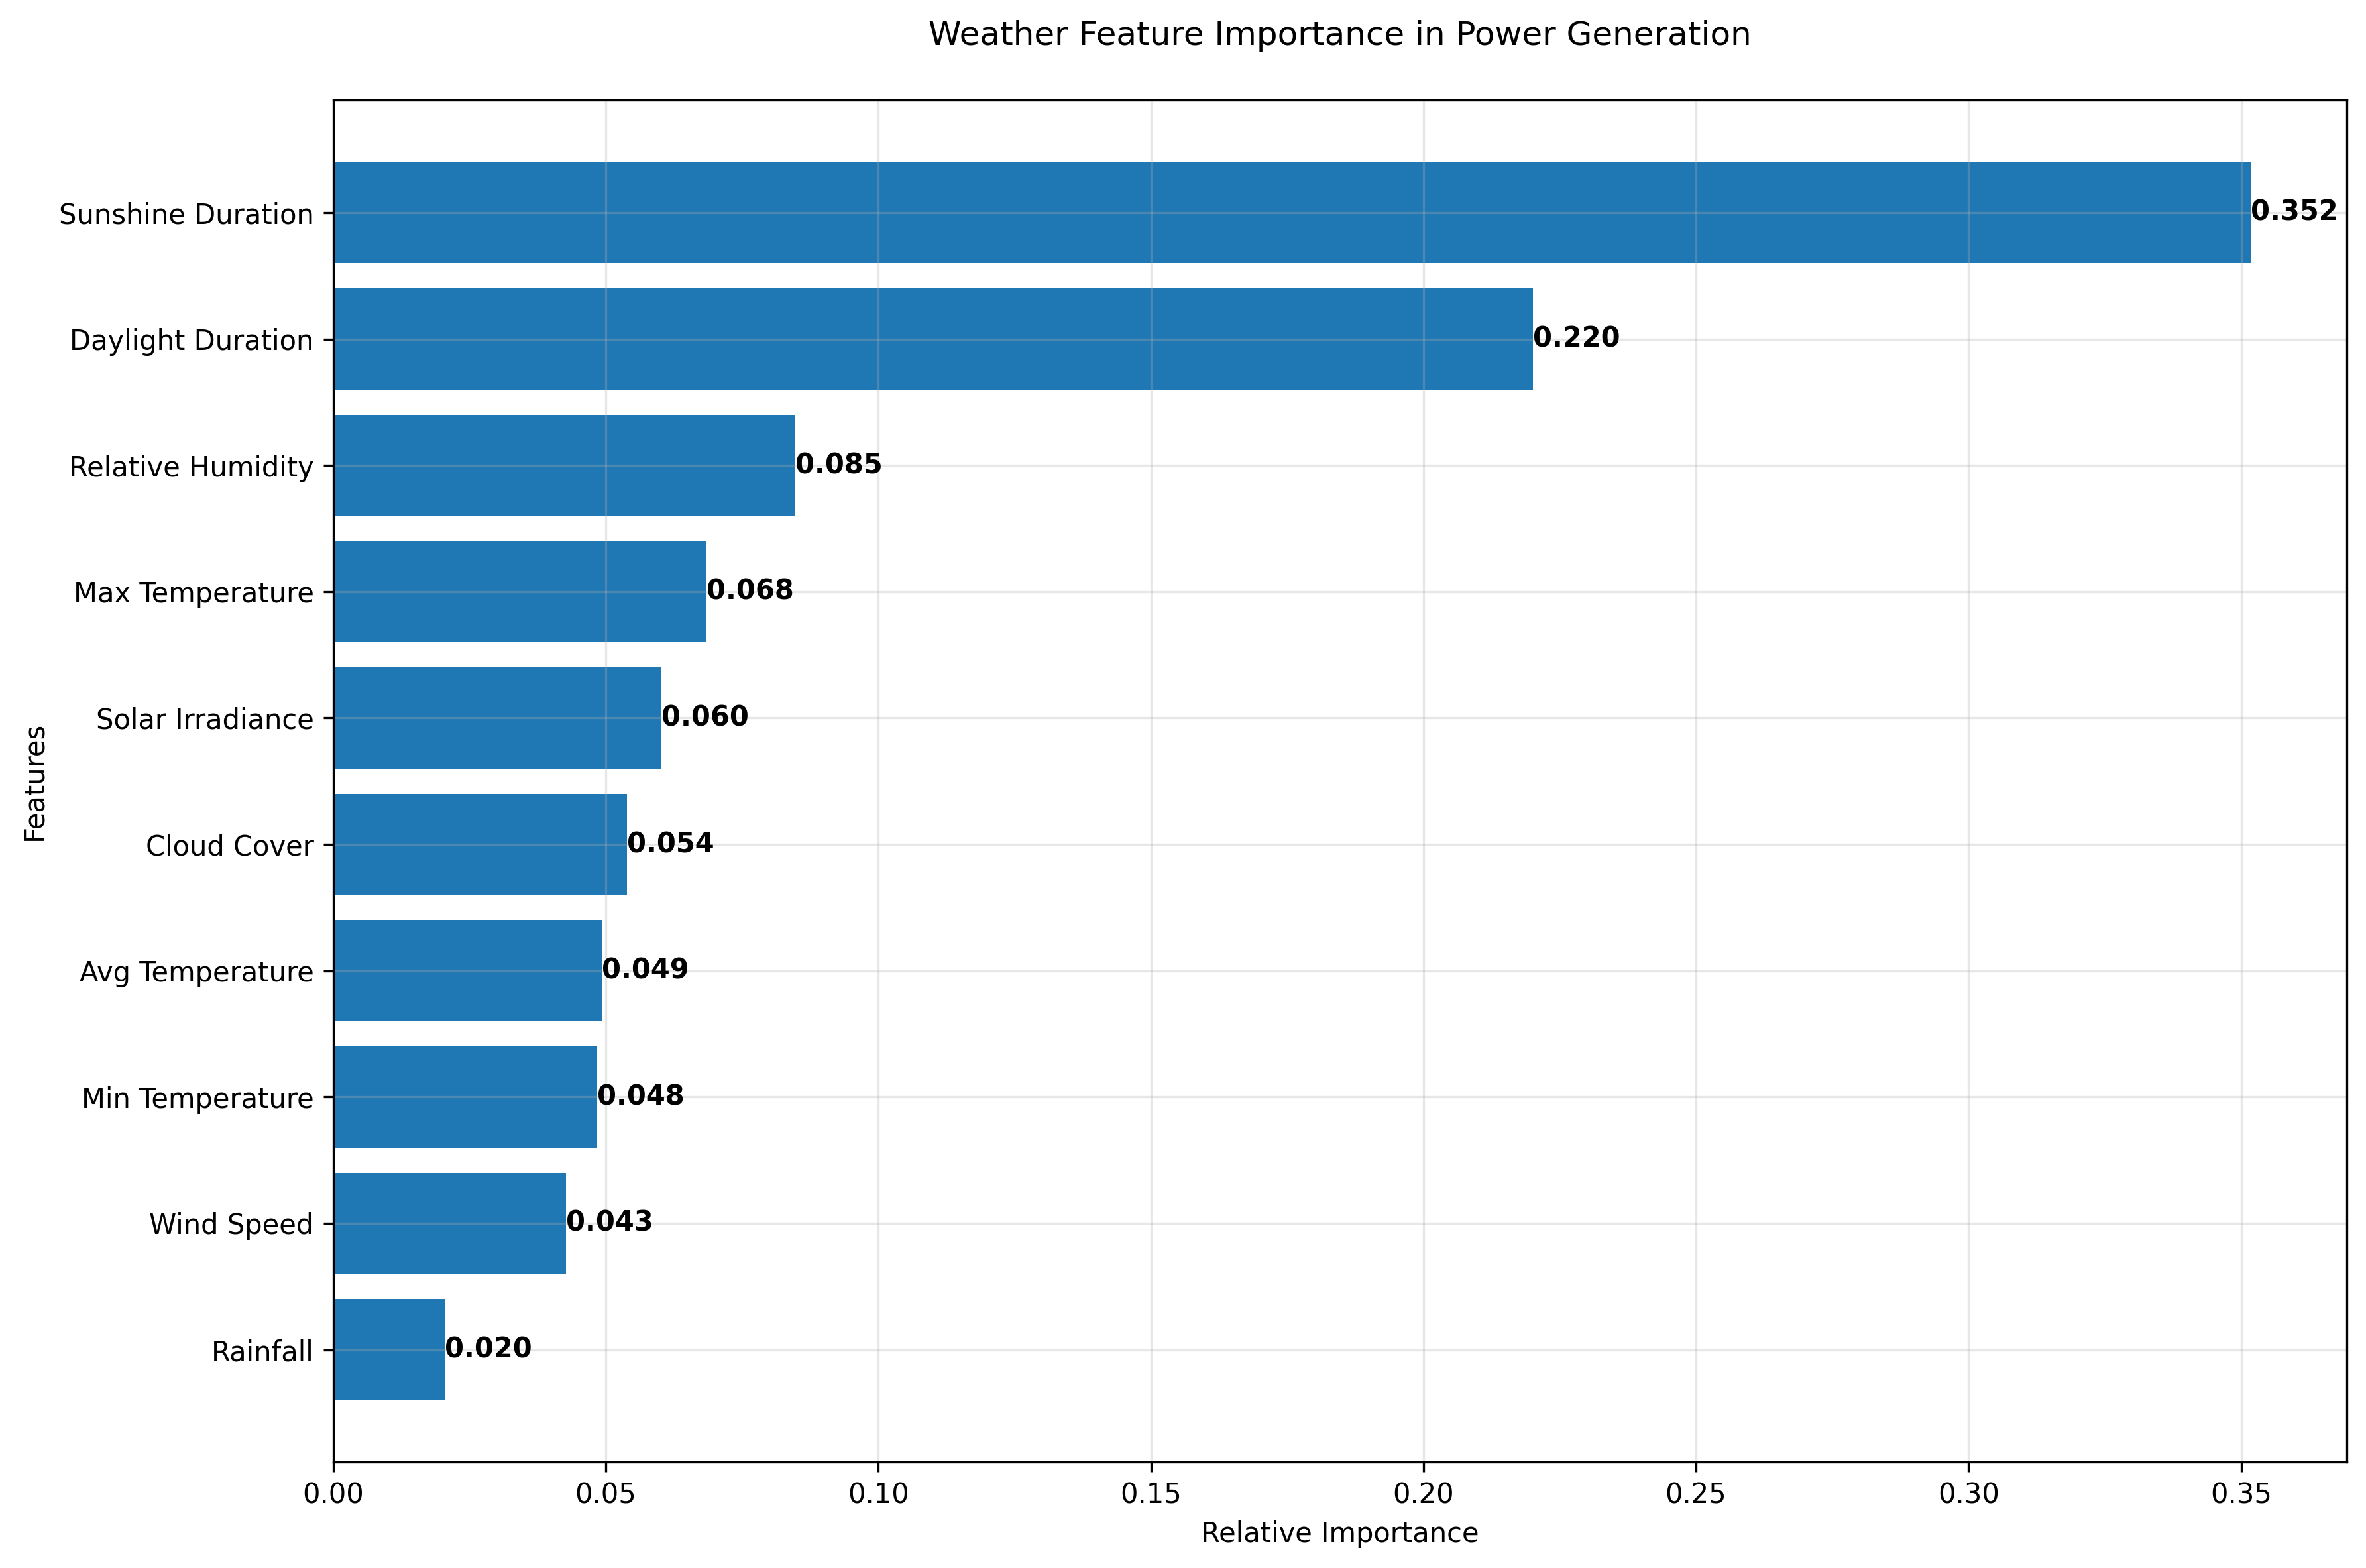 Weather Feature Importance in Power Generation
Sunshine Duration
0.352
Daylight Duration
0.220
Relative Humidity
0.085
Max Temperature
0.068
Solar Irradiance
0.060
Features
Cloud Cover
0.054
Avg Temperature
0.049
Min Temperature
0.048
Wind Speed
0.043
Rainfall
0.020
0.00 0.05 0.10 0.15 0.20 0.25 0.30 0.35
Relative Importance